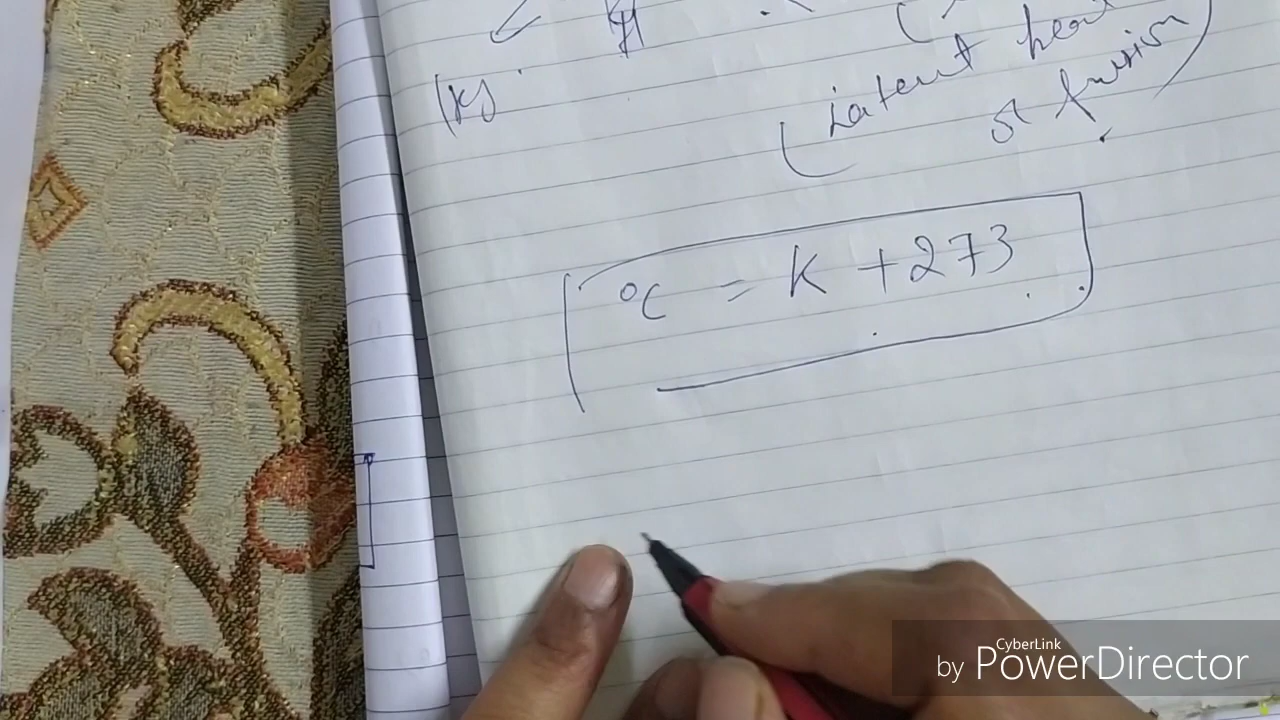 (K)
(Latent heat
of fusion)
°C = K + 273
CyberLink
by PowerDirector